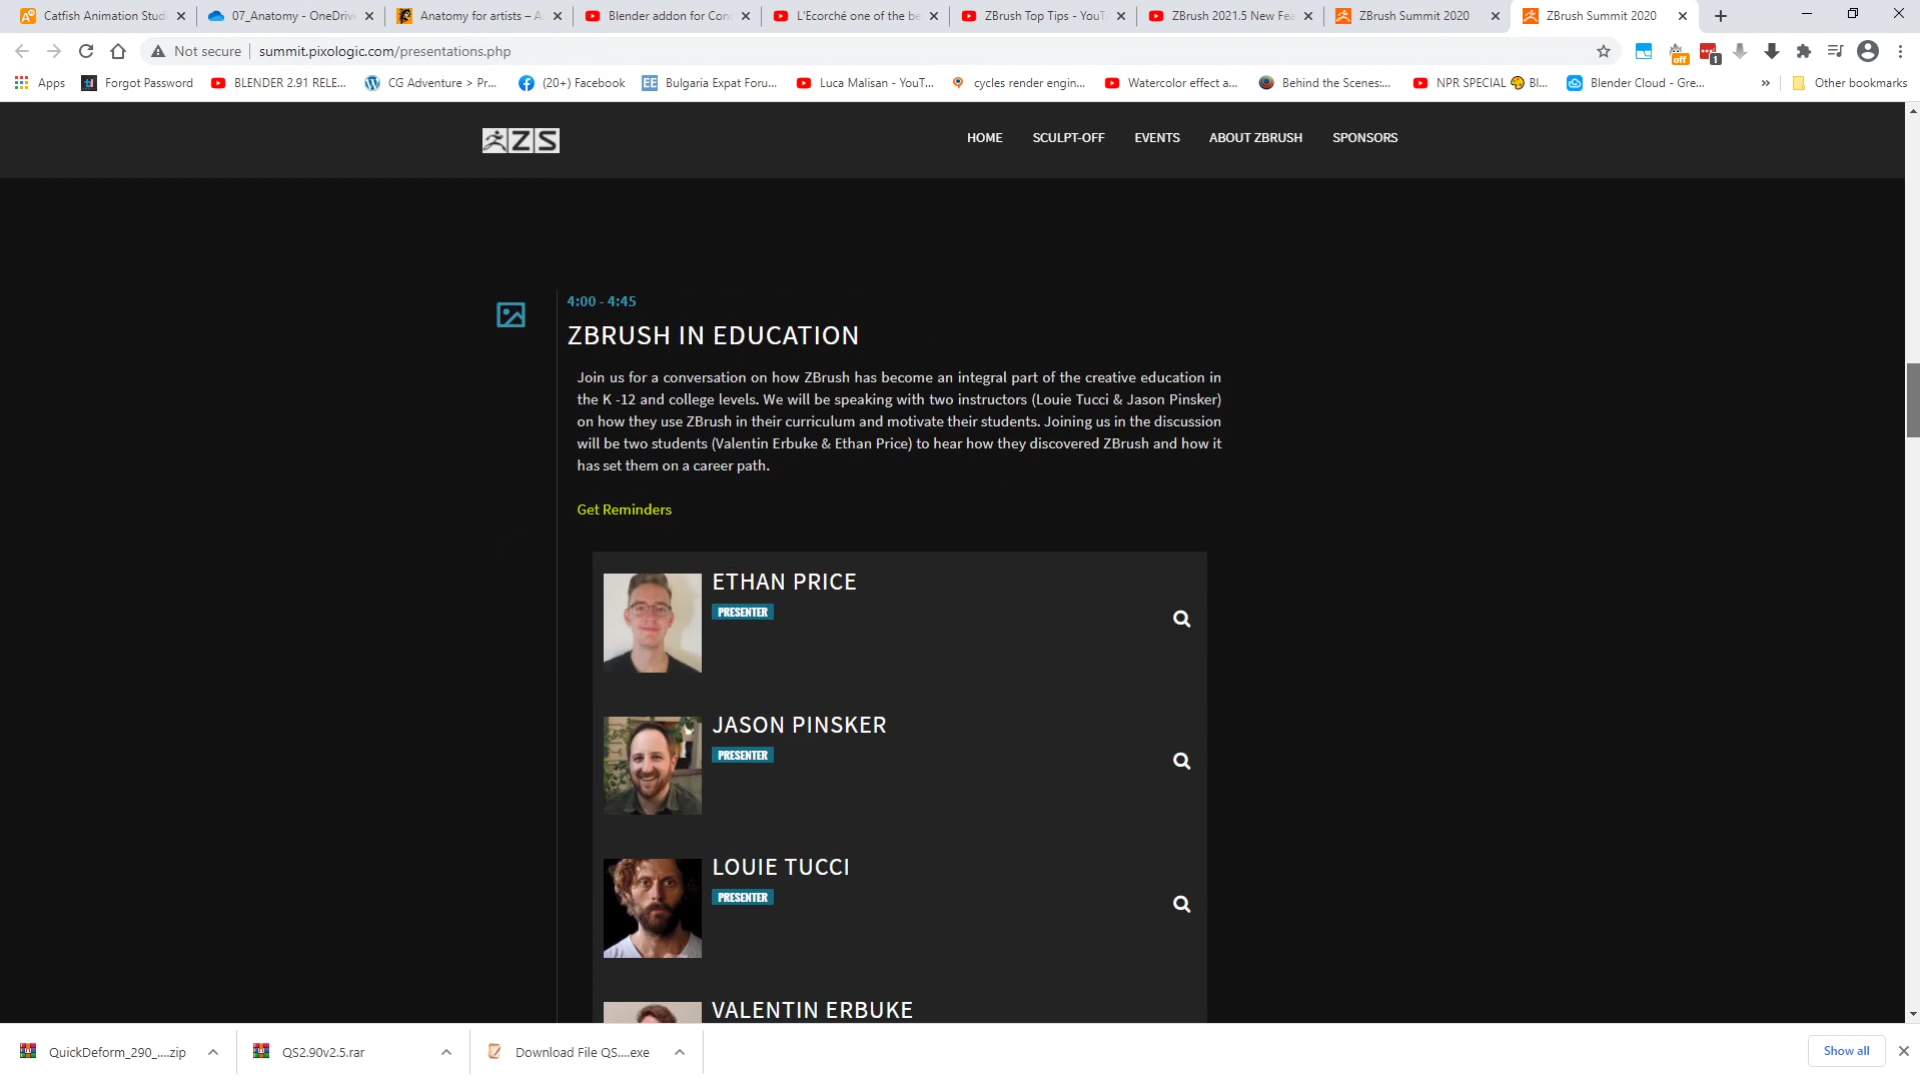 Catfish Animation Stud
07_Anatomy - OneDrive
Anatomy for artists – A
Blender addon for Con
L'Ecorché one of the be
ZBrush Top Tips - YouT
ZBrush 2021.5 New Fea
ZBrush Summit 2020
ZBrush Summit 2020
Not secure
summit.pixologic.com/presentations.php
off
1
Apps
Forgot Password
BLENDER 2.91 RELE...
CG Adventure > Pr...
(20+) Facebook
EE
Bulgaria Expat Foru...
Luca Malisan - YouT...
cycles render engin...
Watercolor effect a...
Behind the Scenes:...
NPR SPECIAL Bl...
Blender Cloud - Gre...
»
Other bookmarks
ZS
HOME
SCULPT-OFF
EVENTS
ABOUT ZBRUSH
SPONSORS
4:00 - 4:45
ZBRUSH IN EDUCATION
Join us for a conversation on how ZBrush has become an integral part of the creative education in
the K -12 and college levels. We will be speaking with two instructors (Louie Tucci & Jason Pinsker)
on how they use ZBrush in their curriculum and motivate their students. Joining us in the discussion
will be two students (Valentin Erbuke & Ethan Price) to hear how they discovered ZBrush and how it
has set them on a career path.
Get Reminders
ETHAN PRICE
PRESENTER
JASON PINSKER
PRESENTER
LOUIE TUCCI
PRESENTER
VALENTIN ERBUKE
QuickDeform_290_....zip
QS2.90v2.5.rar
Download File QS....exe
Show all